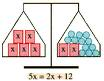 x x x
x x x x
5x = 2x + 12